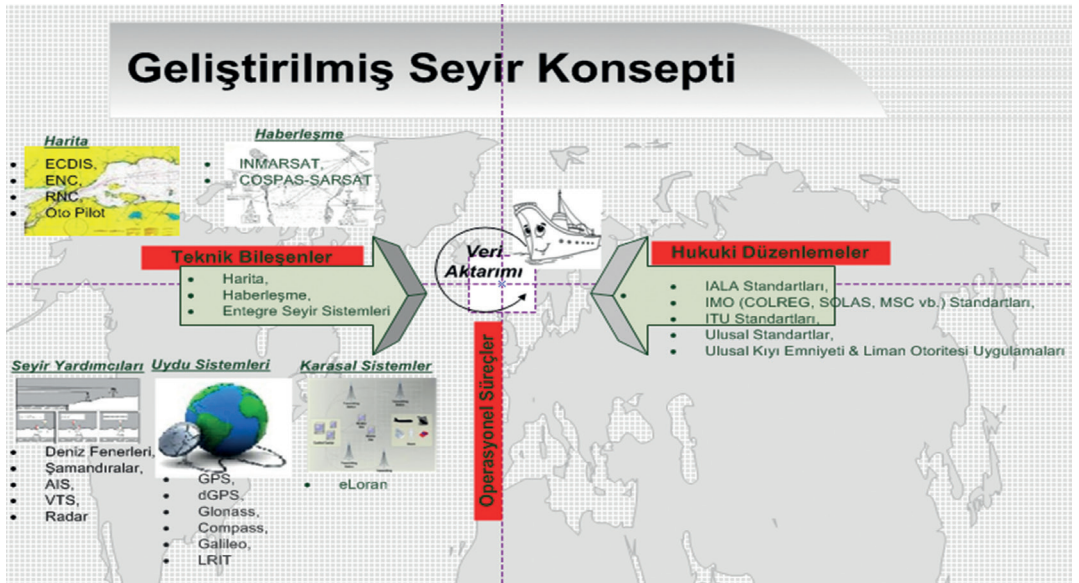 Geliştirilmiş Seyir Konsepti
Harita
ECDIS,
ENC,
RNC,
Oto Pilot
Haberleşme
INMARSAT,
COSPAS-SARSAT
Teknik Bileşenler
Harita,
Haberleşme,
Entegre Seyir Sistemleri
Veri
Aktarımı
Hukuki Düzenlemeler
IALA Standartları,
IMO (COLREG, SOLAS, MSC vb.) Standartları,
ITU Standartları,
Ulusal Standartlar,
Ulusal Kıyı Emniyeti & Liman Otoritesi Uygulamaları
Operasyonel Süreçler
Seyir Yardımcıları
Deniz Fenerleri,
Şamandıralar,
AIS,
VTS,
Radar
Uydu Sistemleri
GPS,
dGPS,
Glonass,
Compass,
Galileo,
LRIT
Karasal Sistemler
eLoran